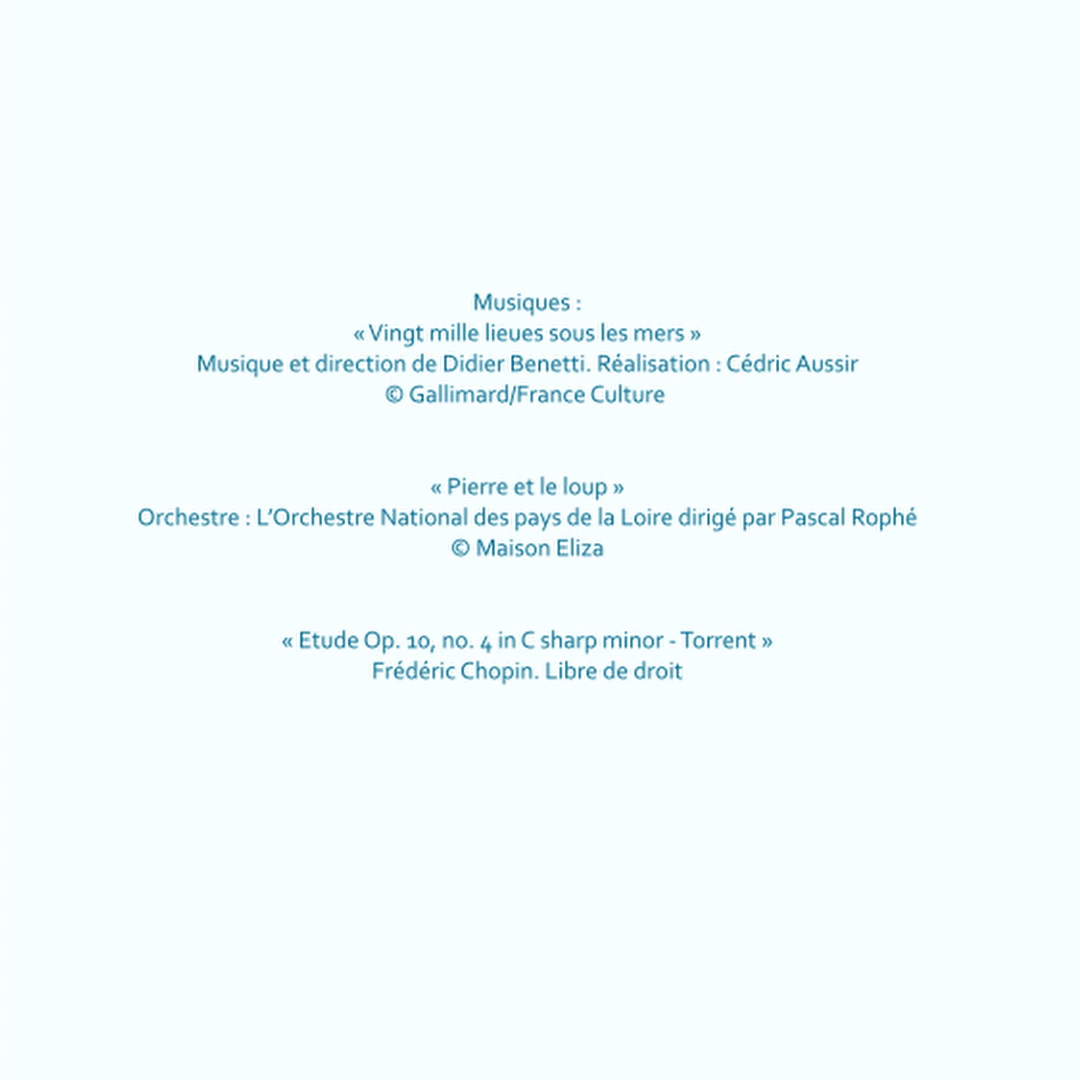 Musiques :
« Vingt mille lieues sous les mers »
Musique et direction de Didier Benetti. Réalisation : Cédric Aussir
© Gallimard/France Culture
« Pierre et le loup »
Orchestre : L’Orchestre National des pays de la Loire dirigé par Pascal Rophé
© Maison Eliza
« Etude Op. 10, no. 4 in C sharp minor - Torrent »
Frédéric Chopin. Libre de droit